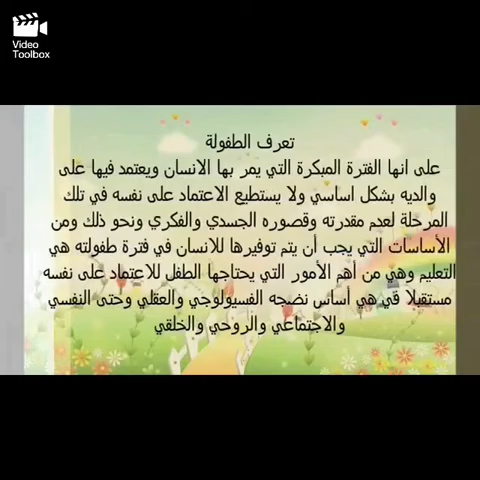 Video
Toolbox
تعرف الطفولة
على انها الفترة المبكرة التي يمر بها الانسان ويعتمد فيها على
والديه بشكل اساسي ولا يستطيع الاعتماد على نفسه في تلك
المرحلة لعدم مقدرته وقصوره الجسدي والفكري ونحو ذلك ومن
الأساسات التي يجب أن يتم توفيرها للانسان في فترة طفولته هي
التعليم وهي من أهم الأمور التي يحتاجها الطفل للاعتماد على نفسه
مستقبلا قي هي أساس نضجه الفسيولوجي والعقلي وحتى النفسي
والاجتماعي والروحي والخلقي